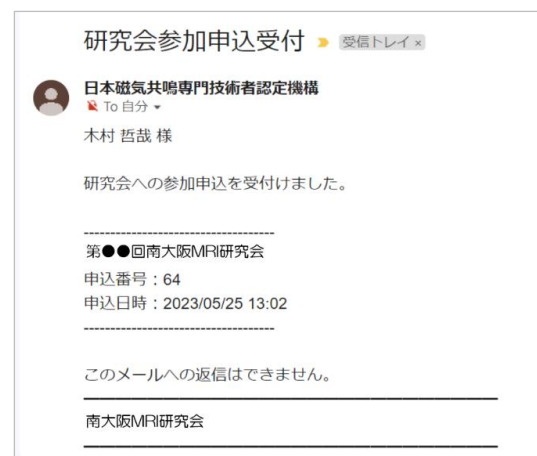 研究会参加申込受付 受信トレイ ×
日本磁気共鳴専門技術者認定機構
To 自分
木村 哲哉 様
研究会への参加申込を受付けました。
-----------------------------------
第●●回南大阪MRI研究会
申込番号：64
申込日時：2023/05/25 13:02
-----------------------------------
このメールへの返信はできません。
南大阪MRI研究会